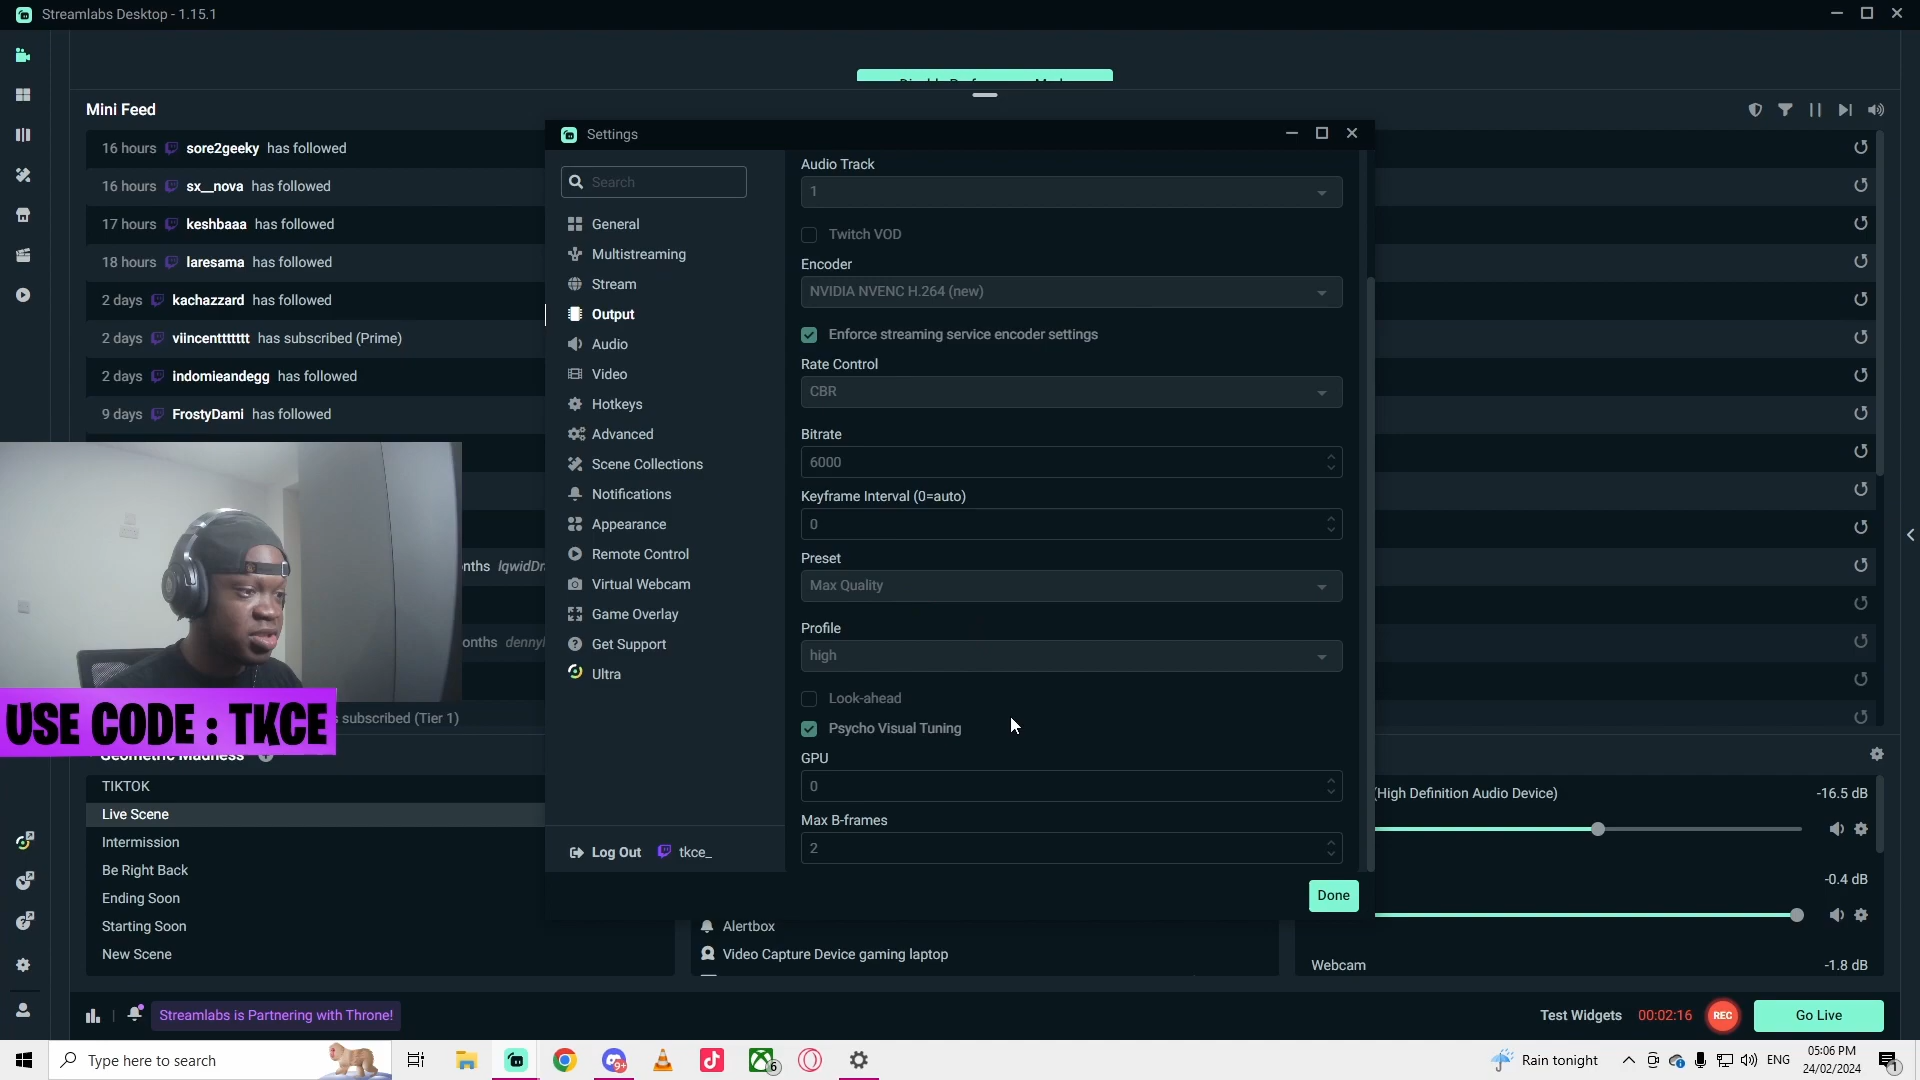 Streamlabs Desktop - 1.15.1
Mini Feed
16 hours sore2geeky has followed
16 hours sx__nova has followed
17 hours keshbaaa has followed
18 hours laresama has followed
2 days kachazzard has followed
2 days viincenttttttt has subscribed (Prime)
2 days indomieandegg has followed
9 days FrostyDami has followed
onths dennyl
subscribed (Tier 1)
USE CODE : TKCE
Geometric Madness
TIKTOK
Live Scene
Intermission
Be Right Back
Ending Soon
Starting Soon
New Scene
Settings
Search
General
Multistreaming
Stream
Output
Audio
Video
Hotkeys
Advanced
Scene Collections
Notifications
Appearance
Remote Control
Virtual Webcam
Game Overlay
Get Support
Ultra
Log Out tkce_
Audio Track
1
Twitch VOD
Encoder
NVIDIA NVENC H.264 (new)
Enforce streaming service encoder settings
Rate Control
CBR
Bitrate
6000
Keyframe Interval (0=auto)
0
Preset
Max Quality
Profile
high
Look-ahead
Psycho Visual Tuning
GPU
0
Max B-frames
2
Done
Alertbox
Video Capture Device gaming laptop
(High Definition Audio Device) -16.5 dB
-0.4 dB
Webcam -1.8 dB
Streamlabs is Partnering with Throne!
Test Widgets 00:02:16 REC Go Live
Type here to search
9+
6
Rain tonight
ENG
05:06 PM
24/02/2024
1